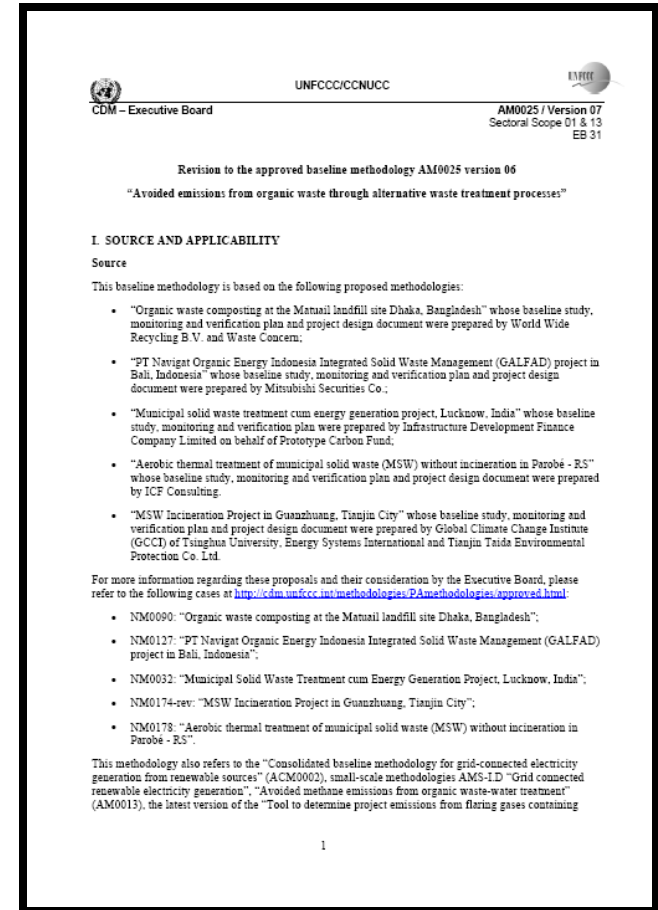 UNFCCC/CCNUCC
UNFCCC
CDM – Executive Board
AM0025 / Version 07
Sectoral Scope 01 & 13
EB 31
Revision to the approved baseline methodology AM0025 version 06
“Avoided emissions from organic waste through alternative waste treatment processes”
I. SOURCE AND APPLICABILITY
Source
This baseline methodology is based on the following proposed methodologies:
• “Organic waste composting at the Matuail landfill site Dhaka, Bangladesh” whose baseline study,
monitoring and verification plan and project design document were prepared by World Wide
Recycling B.V. and Waste Concern;
• “PT Navigat Organic Energy Indonesia Integrated Solid Waste Management (GALFAD) project in
Bali, Indonesia” whose baseline study, monitoring and verification plan and project design
document were prepared by Mitsubishi Securities Co.;
• “Municipal solid waste treatment cum energy generation project, Lucknow, India” whose baseline
study, monitoring and verification plan were prepared by Infrastructure Development Finance
Company Limited on behalf of Prototype Carbon Fund;
• “Aerobic thermal treatment of municipal solid waste (MSW) without incineration in Parobé - RS”
whose baseline study, monitoring and verification plan and project design document were prepared
by ICF Consulting.
• “MSW Incineration Project in Guanzhuang, Tianjin City” whose baseline study, monitoring and
verification plan and project design document were prepared by Global Climate Change Institute
(GCCI) of Tsinghua University, Energy Systems International and Tianjin Taida Environmental
Protection Co. Ltd.
For more information regarding these proposals and their consideration by the Executive Board, please
refer to the following cases at http://cdm.unfccc.int/methodologies/PAmethodologies/approved.html:
• NM0090: “Organic waste composting at the Matuail landfill site Dhaka, Bangladesh”;
• NM0127: “PT Navigat Organic Energy Indonesia Integrated Solid Waste Management (GALFAD)
project in Bali, Indonesia”;
• NM0032: “Municipal Solid Waste Treatment cum Energy Generation Project, Lucknow, India”;
• NM0174-rev: “MSW Incineration Project in Guanzhuang, Tianjin City”;
• NM0178: “Aerobic thermal treatment of municipal solid waste (MSW) without incineration in
Parobé - RS”.
This methodology also refers to the “Consolidated baseline methodology for grid-connected electricity
generation from renewable sources” (ACM0002), small-scale methodologies AMS-I.D “Grid connected
renewable electricity generation”, “Avoided methane emissions from organic waste-water treatment”
(AM0013), the latest version of the “Tool to determine project emissions from flaring gases containing
1